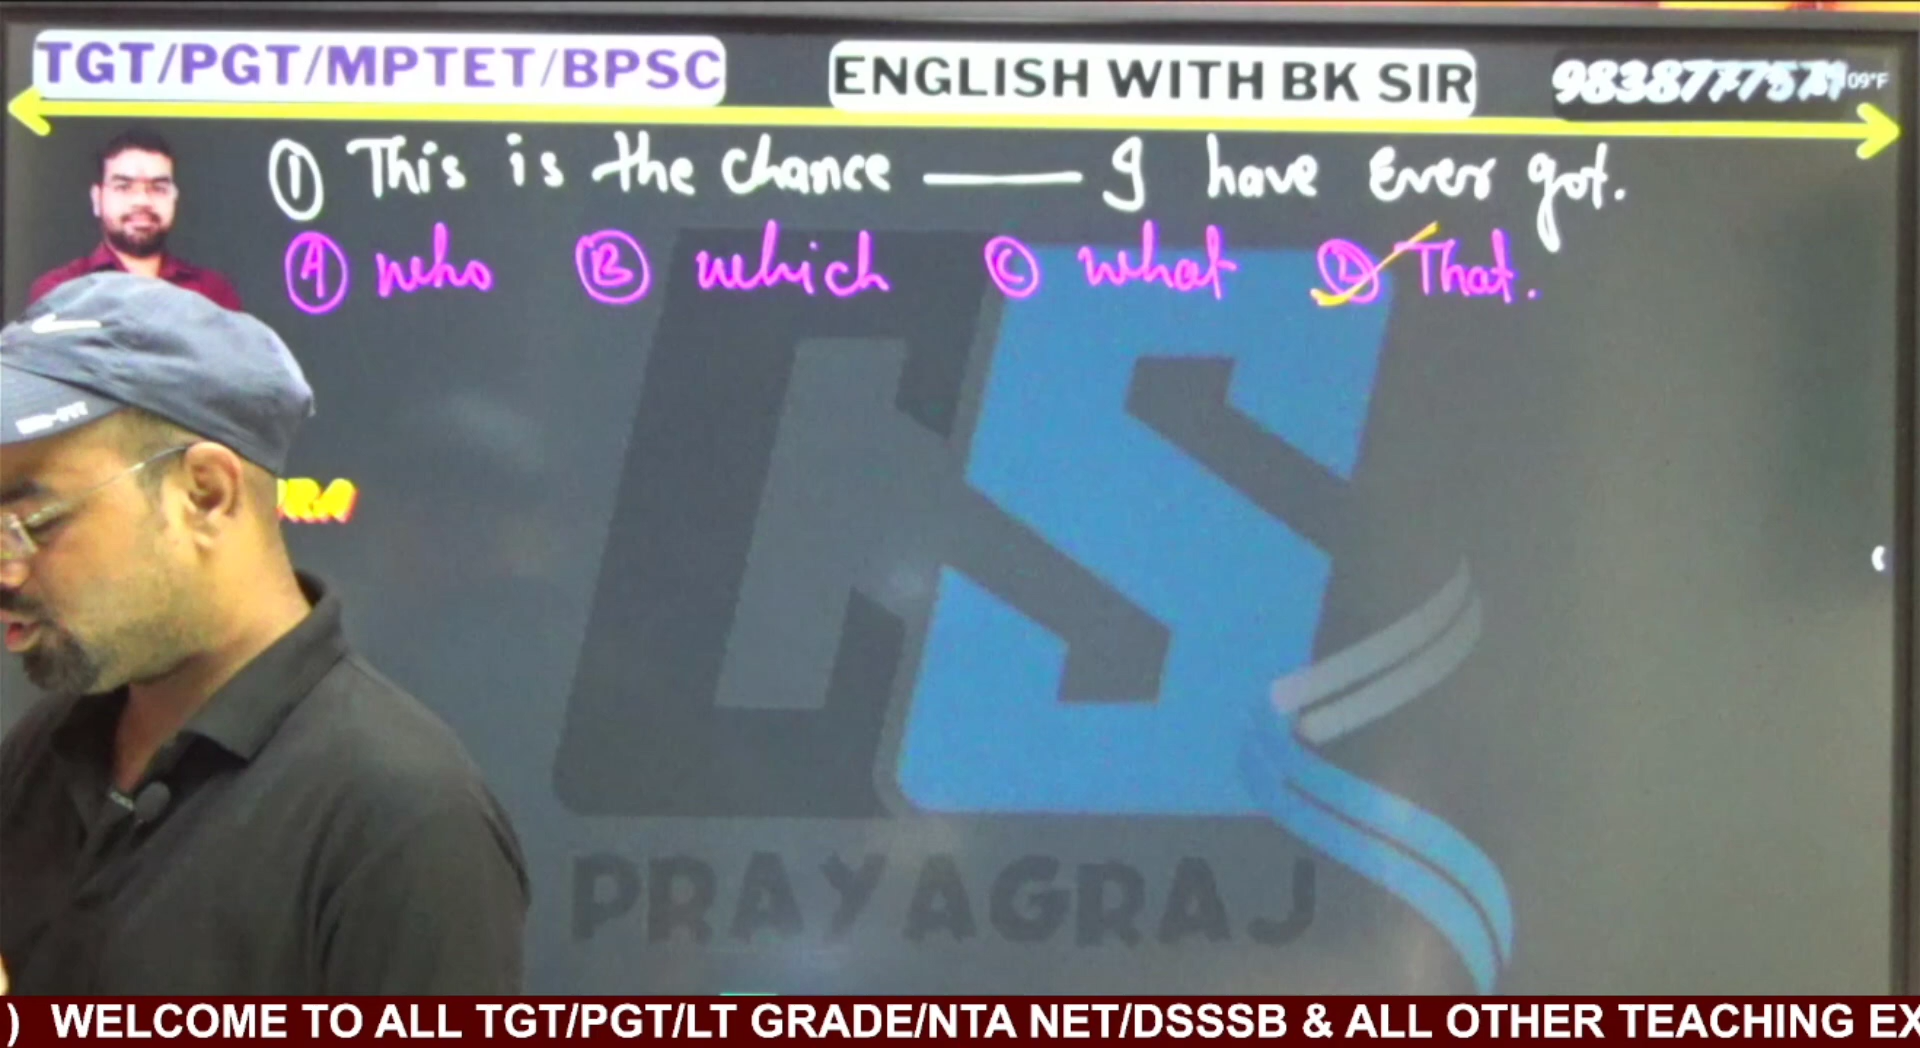 TGT/PGT/MPTET/BPSC
ENGLISH WITH BK SIR
09°F
① This is the chance ——— I have ever got.
Ⓐ who Ⓑ which Ⓒ what Ⓓ That.
PRAYAGRAJ
) WELCOME TO ALL TGT/PGT/LT GRADE/NTA NET/DSSSB & ALL OTHER TEACHING EX